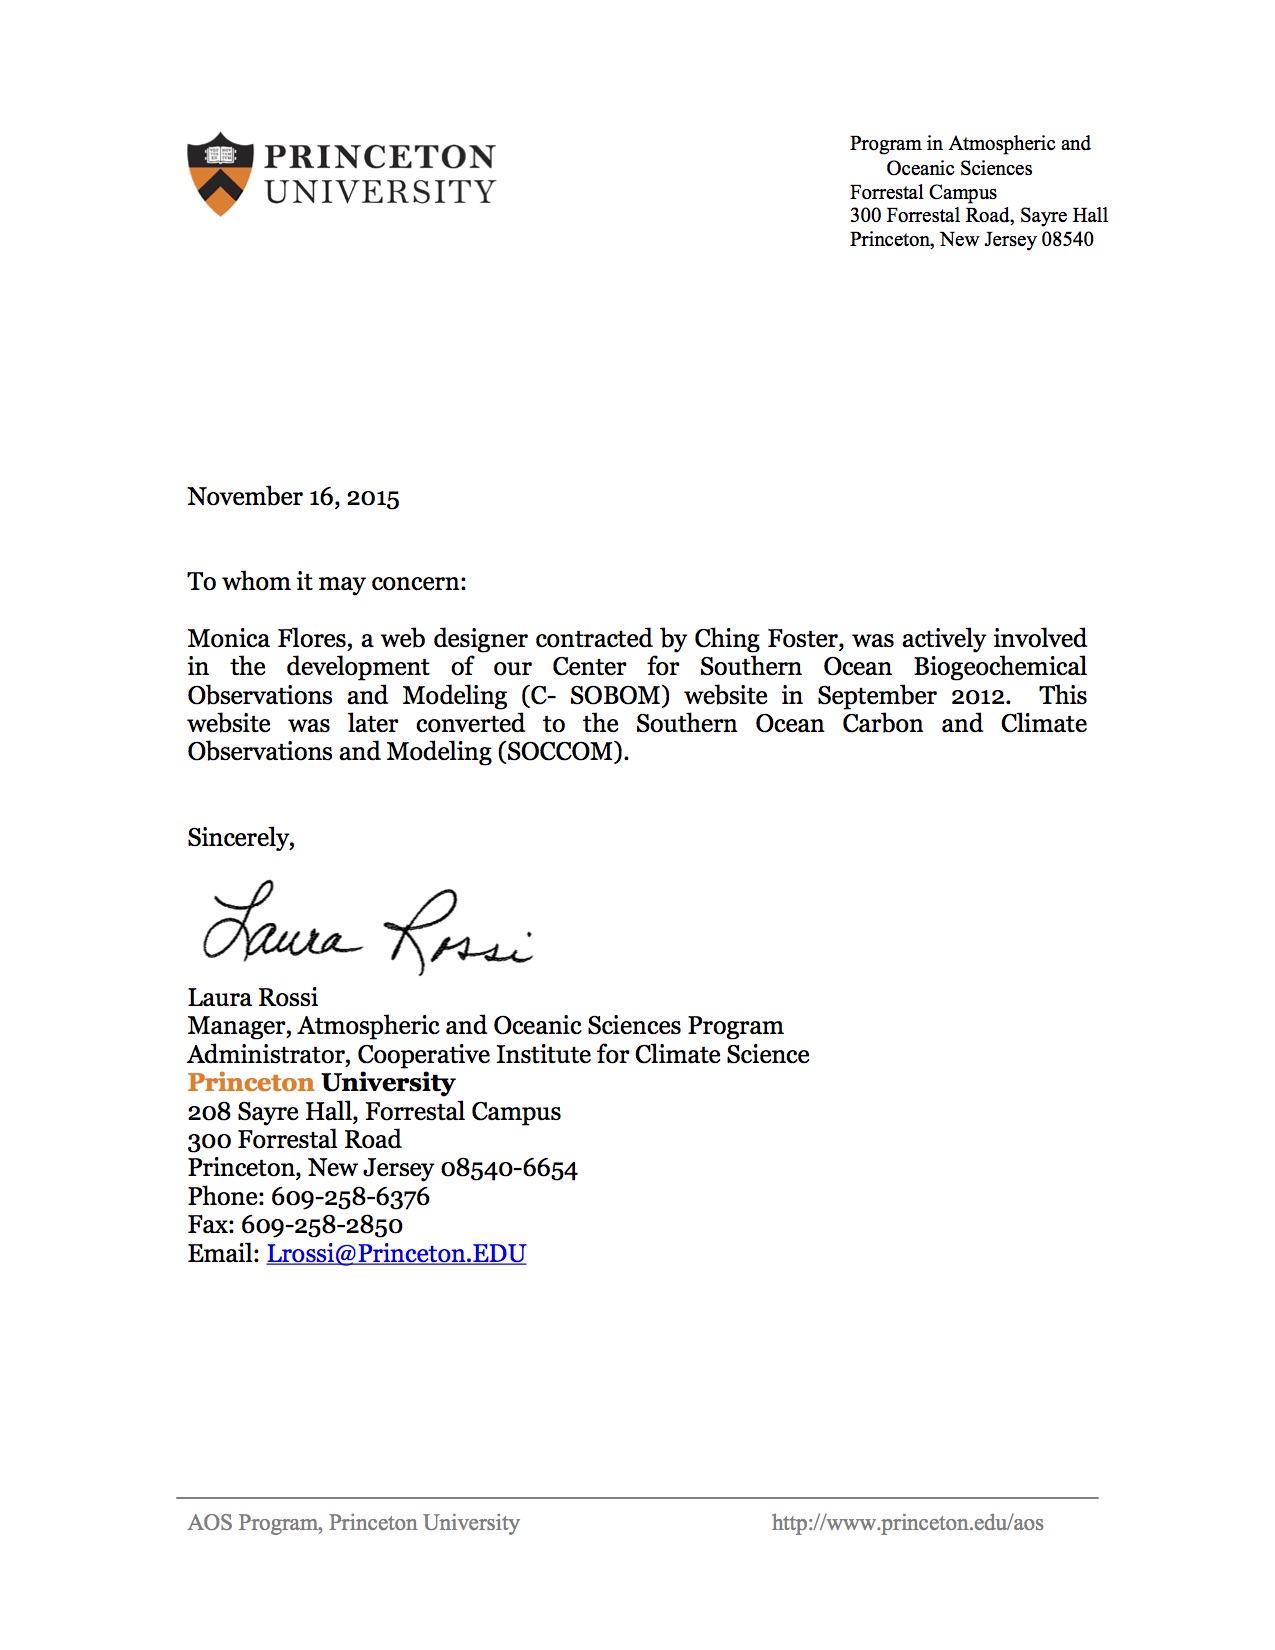 PRINCETON
UNIVERSITY
Program in Atmospheric and
Oceanic Sciences
Forrestal Campus
300 Forrestal Road, Sayre Hall
Princeton, New Jersey 08540
November 16, 2015
To whom it may concern:
Monica Flores, a web designer contracted by Ching Foster, was actively involved
in the development of our Center for Southern Ocean Biogeochemical
Observations and Modeling (C- SOBOM) website in September 2012. This
website was later converted to the Southern Ocean Carbon and Climate
Observations and Modeling (SOCCOM).
Sincerely,
Laura Rossi
Laura Rossi
Manager, Atmospheric and Oceanic Sciences Program
Administrator, Cooperative Institute for Climate Science
Princeton University
208 Sayre Hall, Forrestal Campus
300 Forrestal Road
Princeton, New Jersey 08540-6654
Phone: 609-258-6376
Fax: 609-258-2850
Email: Lrossi@Princeton.EDU
AOS Program, Princeton University http://www.princeton.edu/aos